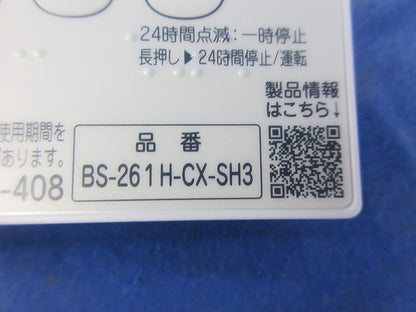 24時間点滅:一時停止
長押し▶24時間停止/運転
製品情報
はこちら↓
使用期間を
あります。
-408
品番
BS-261H-CX-SH3